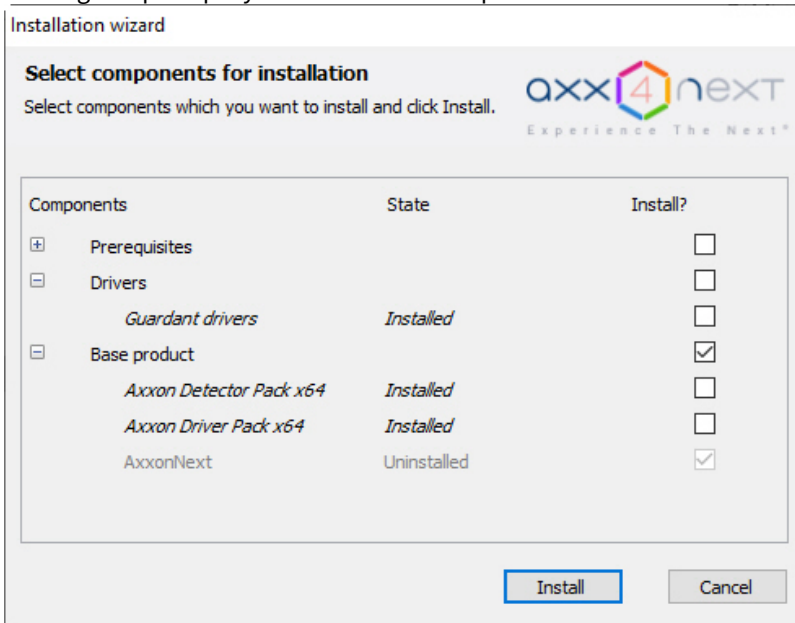 Installation wizard
Select components for installation
Select components which you want to install and click Install.
axx4next
Experience The Next®
Components State Install?
Prerequisites
Drivers
Guardant drivers Installed
Base product
Axxon Detector Pack x64 Installed
Axxon Driver Pack x64 Installed
AxxonNext Uninstalled
Install Cancel